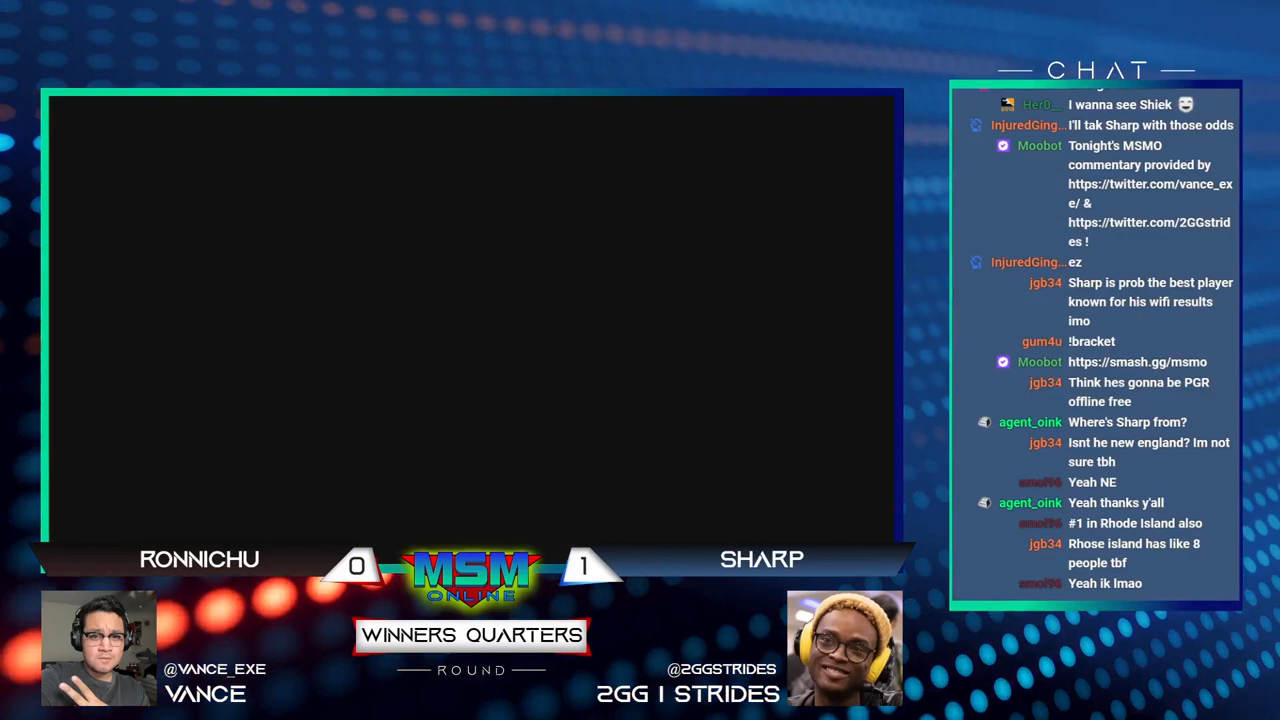 CHAT
Her0__ I wanna see Shiek
InjuredGing... I'll tak Sharp with those odds
Moobot Tonight's MSMO
commentary provided by
https://twitter.com/vance_ex
e/ &
https://twitter.com/2GGstrid
es !
InjuredGing... ez
jgb34 Sharp is prob the best player
known for his wifi results
imo
gum4u !bracket
Moobot https://smash.gg/msmo
jgb34 Think hes gonna be PGR
offline free
agent_oink Where's Sharp from?
jgb34 Isnt he new england? Im not
sure tbh
smof96 Yeah NE
agent_oink Yeah thanks y'all
smof96 #1 in Rhode Island also
jgb34 Rhose island has like 8
people tbf
smof96 Yeah ik lmao
RONNICHU 0 MSM 1 SHARP
ONLINE
WINNERS QUARTERS
ROUND
@VANCE_EXE
VANCE
@2GGSTRIDES
2GG | STRIDES